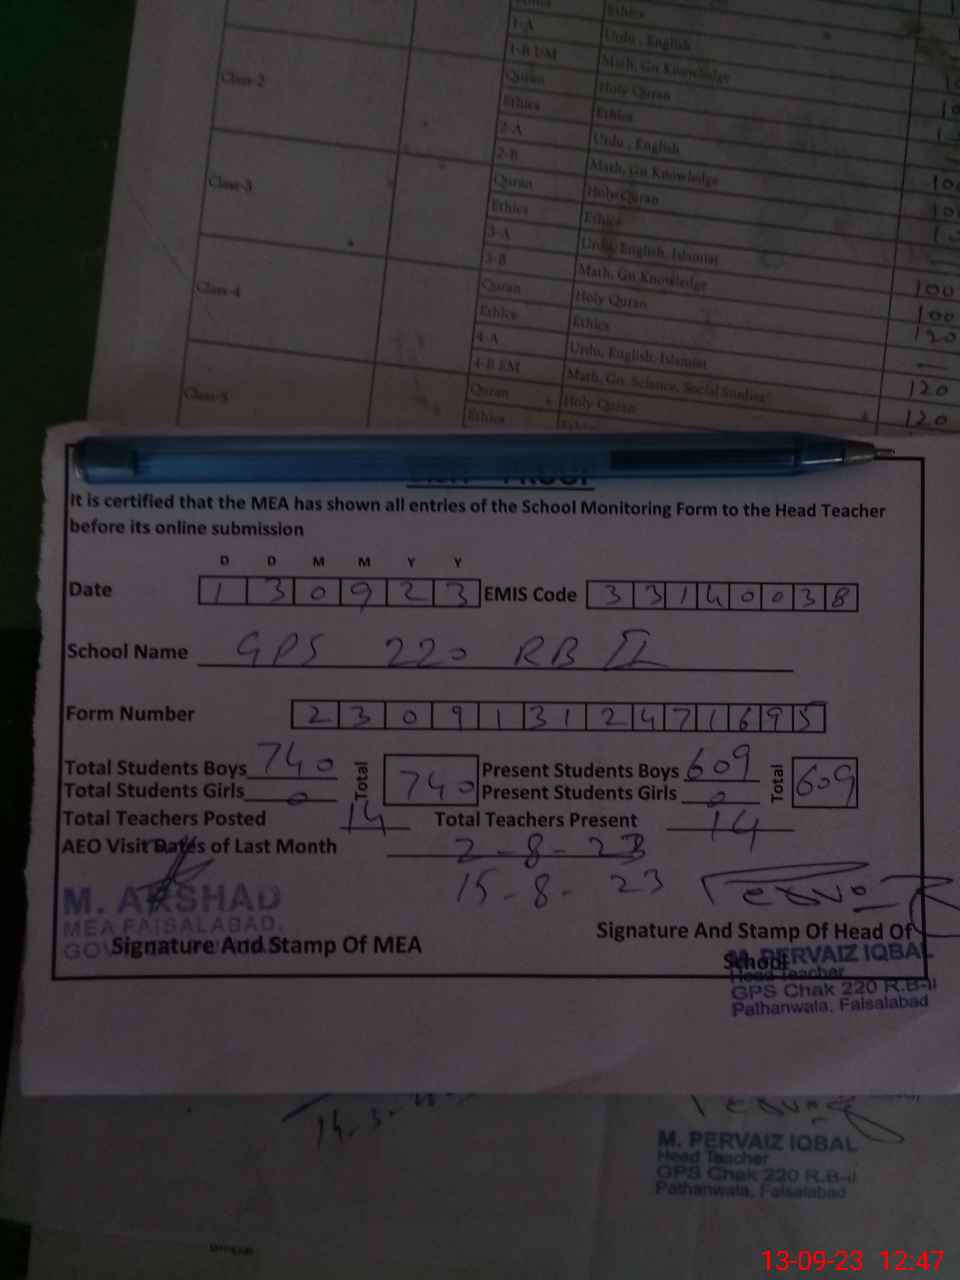 Ethics
1-A Urdu , English
1-B UM Math, Gn Knowledge
Class-2 Quran Holy Quran
Ethics Ethics
2-A Urdu , English
2-B Math, Gn Knowledge 100
Class-3 Quran Holy Quran
Ethics Ethics
3-A Urdu, English, Islamiat
3-B Math, Gn Knowledge 100
Class-4 Quran Holy Quran 100
Ethics Ethics 120
4-A Urdu, English, Islamiat
4-B EM Math, Gn. Science, Social Studies 120
Class-5 Quran Holy Quran 120
Ethics
PROOF
It is certified that the MEA has shown all entries of the School Monitoring Form to the Head Teacher
before its online submission
D D M M Y Y
Date 1 3 0 9 2 3 EMIS Code 3 3 1 4 0 0 3 8
School Name GPS 220 RB II
Form Number 2 3 0 9 1 31 2 4 7 1 6 9 5
Total Students Boys 740 Total 740 Present Students Boys 609 Total 609
Total Students Girls 0 Present Students Girls 0
Total Teachers Posted 14 Total Teachers Present 14
AEO Visit Dates of Last Month 2-8-23
15-8-23
M. ARSHAD
MEA FAISALABAD.
Signature And Stamp Of MEA
Signature And Stamp Of Head Of
School
M. PERVAIZ IQBAL
Head Teacher
GPS Chak 220 R.B-II
Pathanwala, Faisalabad
M. PERVAIZ IQBAL
Head Teacher
GPS Chak 220 R.B-II
Pathanwala, Faisalabad
13-09-23 12:47